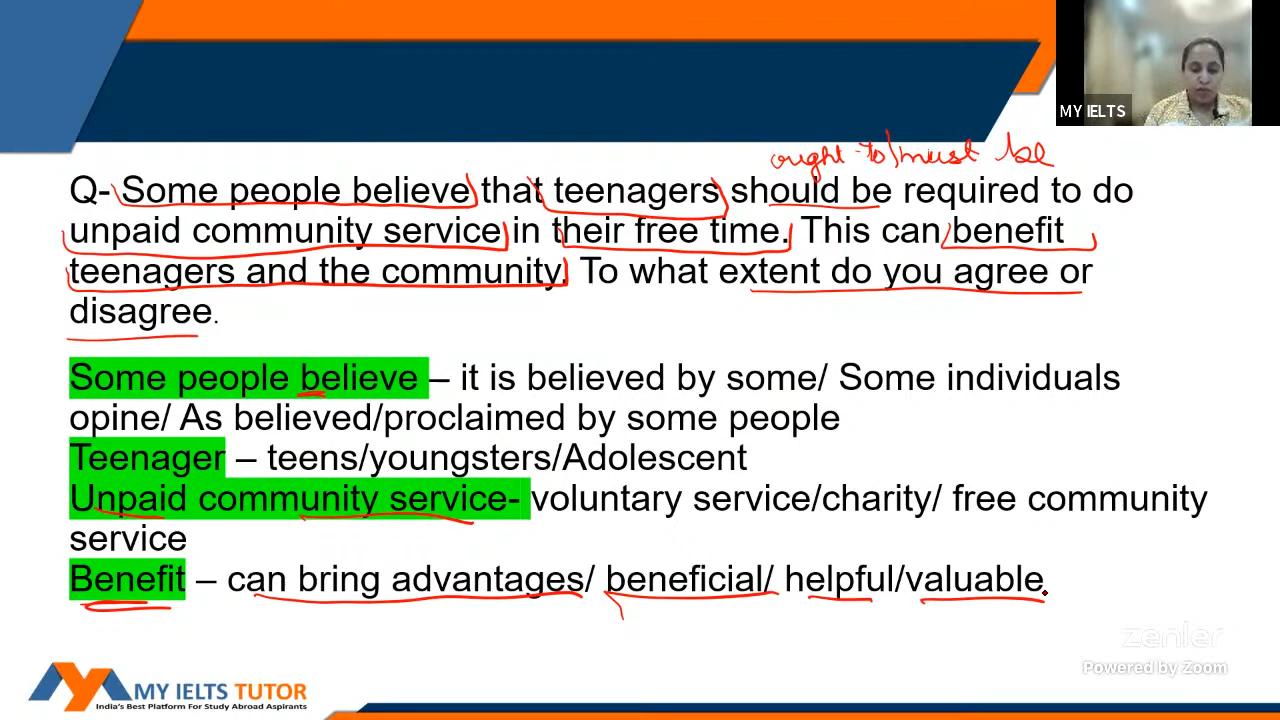 MY IELTS
ought to/must be
Q- Some people believe that teenagers should be required to do
unpaid community service in their free time. This can benefit
teenagers and the community. To what extent do you agree or
disagree.
Some people believe – it is believed by some/ Some individuals
opine/ As believed/proclaimed by some people
Teenager – teens/youngsters/Adolescent
Unpaid community service- voluntary service/charity/ free community
service
Benefit – can bring advantages/ beneficial/ helpful/valuable
zenler
Powered by Zoom
MY IELTS TUTOR
India's Best Platform For Study Abroad Aspirants